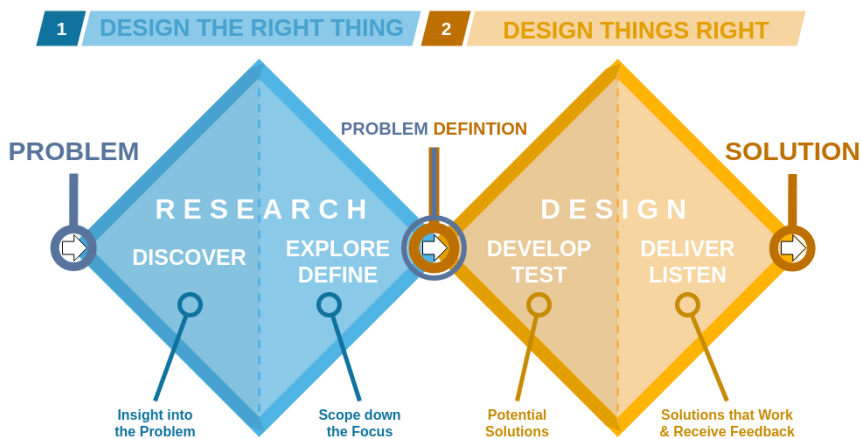 1 DESIGN THE RIGHT THING
2 DESIGN THINGS RIGHT
PROBLEM
PROBLEM DEFINTION
SOLUTION
RESEARCH
DESIGN
DISCOVER
EXPLORE
DEFINE
DEVELOP
TEST
DELIVER
LISTEN
Insight into
the Problem
Scope down
the Focus
Potential
Solutions
Solutions that Work
& Receive Feedback